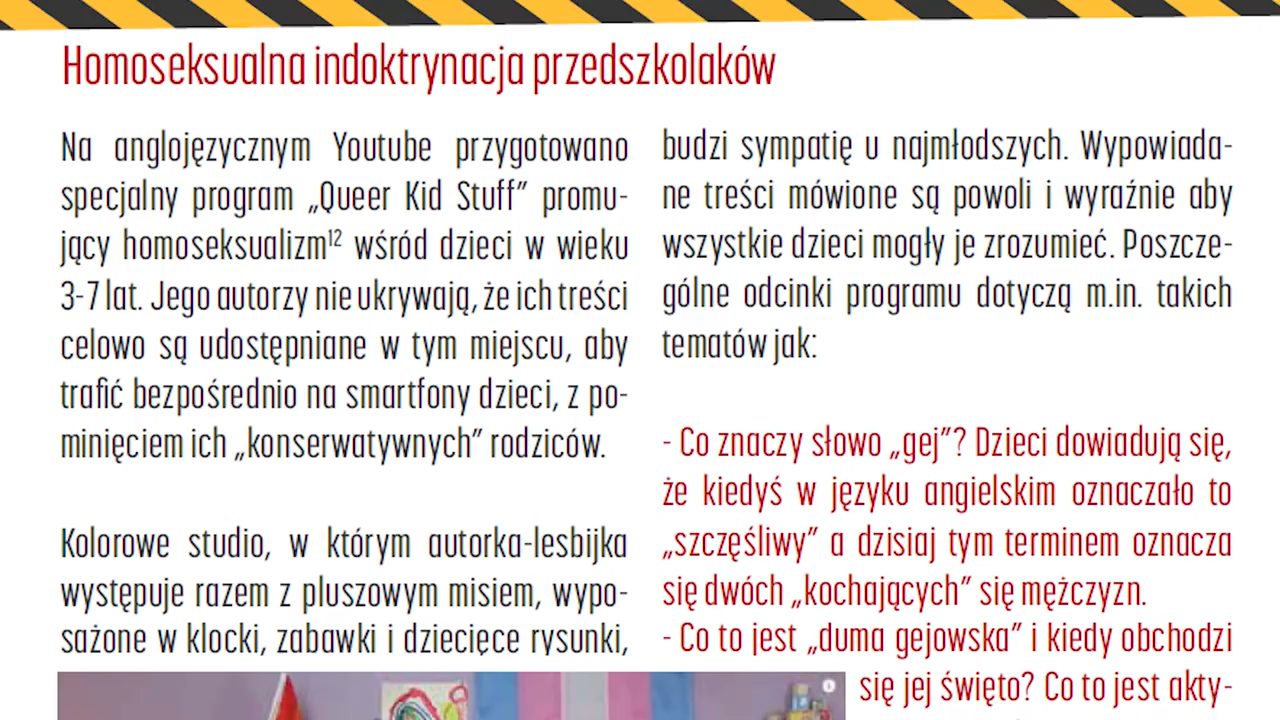 Homoseksualna indoktrynacja przedszkolaków
Na anglojęzycznym Youtube przygotowano
specjalny program „Queer Kid Stuff” promu-
jący homoseksualizm12 wśród dzieci w wieku
3-7 lat. Jego autorzy nie ukrywają, że ich treści
celowo są udostępniane w tym miejscu, aby
trafić bezpośrednio na smartfony dzieci, z po-
minięciem ich „konserwatywnych” rodziców.
Kolorowe studio, w którym autorka-lesbijka
występuje razem z pluszowym misiem, wypo-
sażone w klocki, zabawki i dziecięce rysunki,
budzi sympatię u najmłodszych. Wypowiada-
ne treści mówione są powoli i wyraźnie aby
wszystkie dzieci mogły je zrozumieć. Poszcze-
gólne odcinki programu dotyczą m.in. takich
tematów jak:
- Co znaczy słowo „gej”? Dzieci dowiadują się,
że kiedyś w języku angielskim oznaczało to
„szczęśliwy” a dzisiaj tym terminem oznacza
się dwóch „kochających” się mężczyzn.
- Co to jest „duma gejowska” i kiedy obchodzi
się jej święto? Co to jest akty-